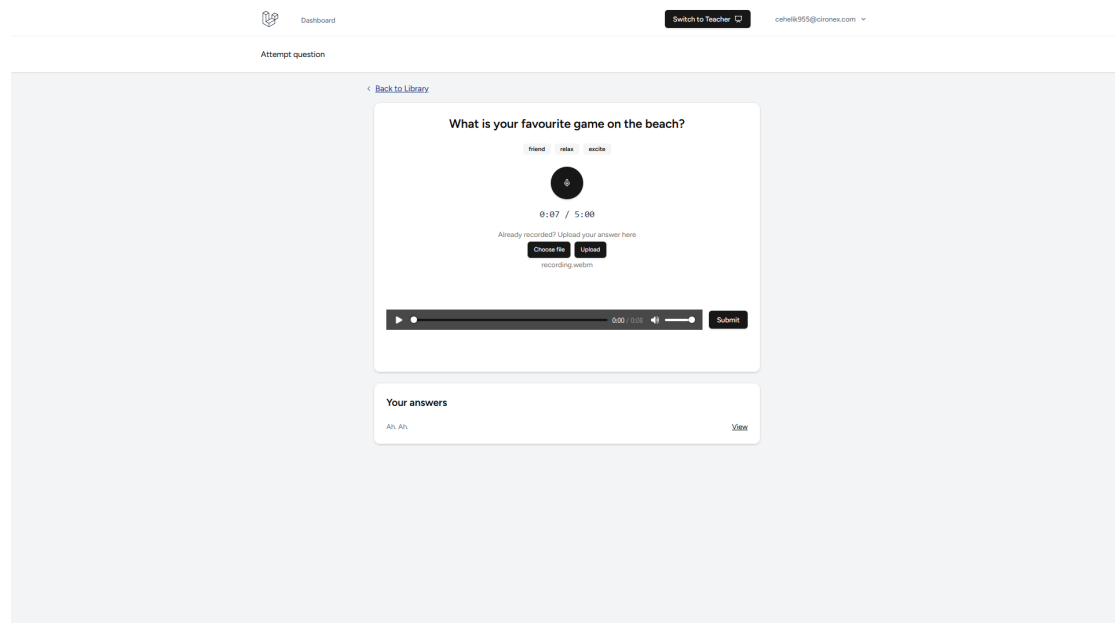 Dashboard
Switch to Teacher
cehelik955@cironex.com
Attempt question
Back to Library
What is your favourite game on the beach?
friend relax excite
0:07 / 5:00
Already recorded? Upload your answer here
Choose file Upload
recording.webm
0:00 / 0:08
Submit
Your answers
Ah. Ah.
View